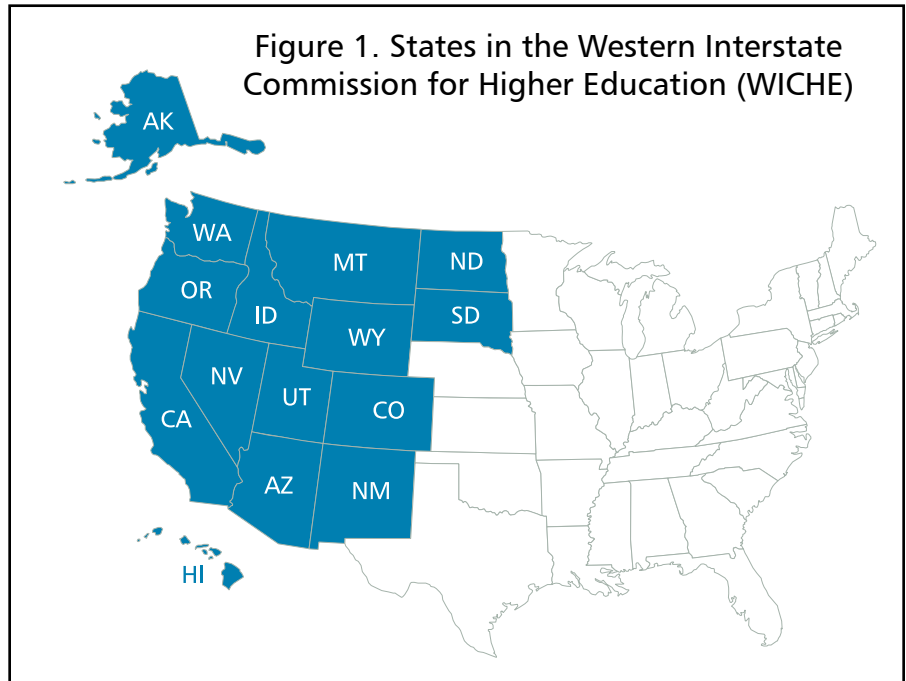 Figure 1. States in the Western Interstate
Commission for Higher Education (WICHE)
AK
WA
MT
ND
OR
ID
SD
WY
NV
UT
CO
CA
AZ
NM
HI